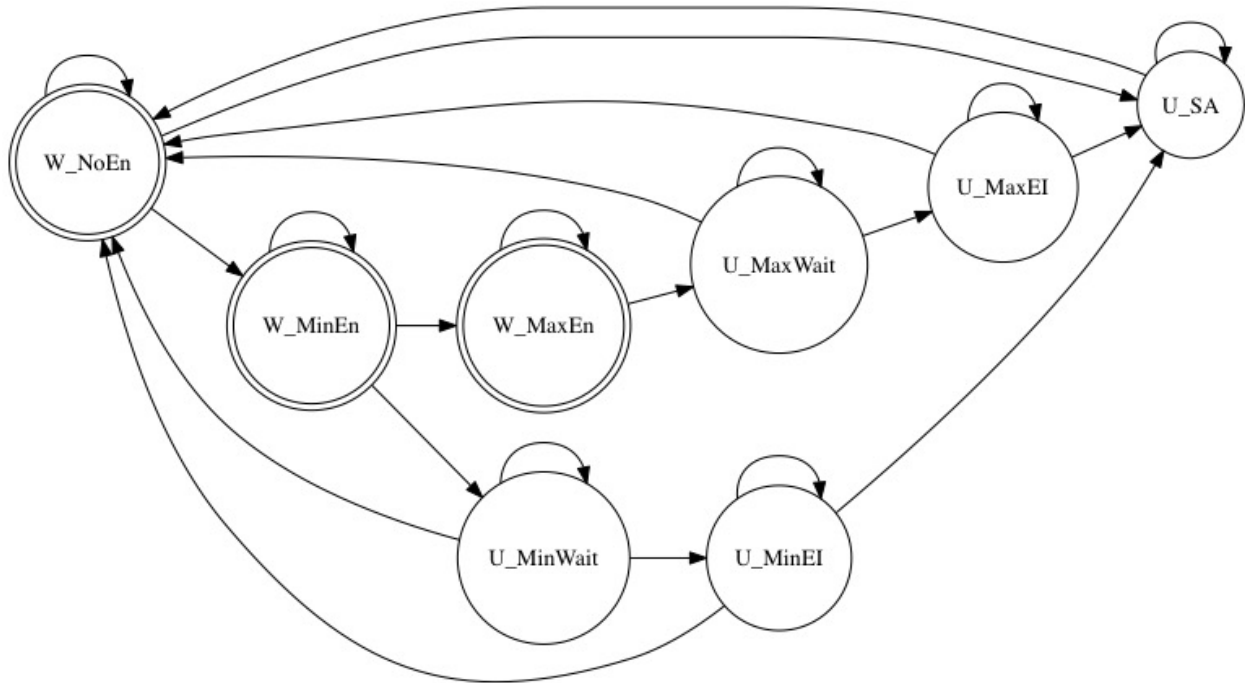 U_SA
W_NoEn
U_MaxEI
U_MaxWait
W_MinEn
W_MaxEn
U_MinWait
U_MinEI